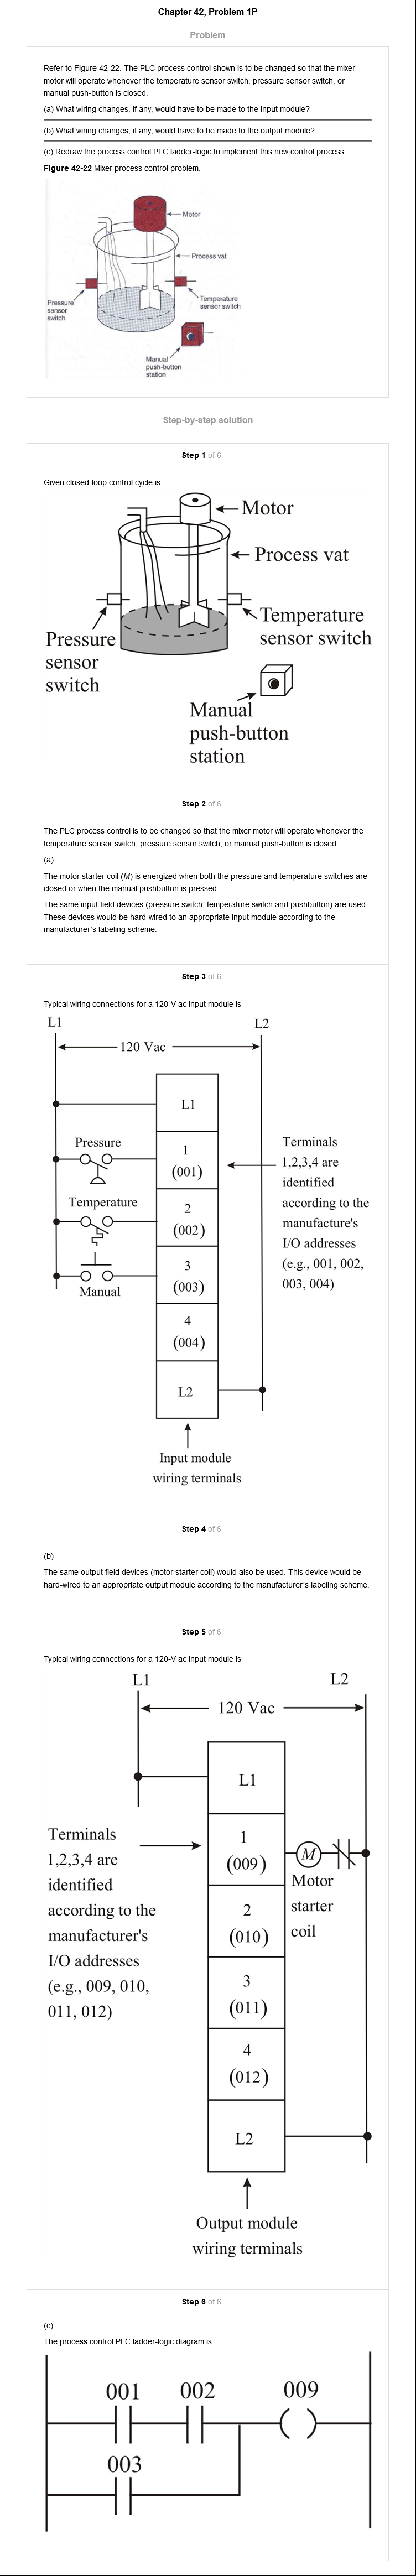 Chapter 42, Problem 1P
Problem
Refer to Figure 42-22. The PLC process control shown is to be changed so that the mixer
motor will operate whenever the temperature sensor switch, pressure sensor switch, or
manual push-button is closed.
(a) What wiring changes, if any, would have to be made to the input module?
(b) What wiring changes, if any, would have to be made to the output module?
(c) Redraw the process control PLC ladder-logic to implement this new control process.
Figure 42-22 Mixer process control problem.
Motor
Process vat
Pressure
sensor
switch
Temperature
sensor switch
Manual
push-button
station
Step-by-step solution
Step 1 of 6
Given closed-loop control cycle is
Motor
Process vat
Pressure
sensor
switch
Temperature
sensor switch
Manual
push-button
station
Step 2 of 6
The PLC process control is to be changed so that the mixer motor will operate whenever the
temperature sensor switch, pressure sensor switch, or manual push-button is closed.
(a)
The motor starter coil (M) is energized when both the pressure and temperature switches are
closed or when the manual pushbutton is pressed.
The same input field devices (pressure switch, temperature switch and pushbutton) are used.
These devices would be hard-wired to an appropriate input module according to the
manufacturer's labeling scheme.
Step 3 of 6
Typical wiring connections for a 120-V ac input module is
L1
L2
120 Vac
L1
Pressure
1
(001)
Temperature
2
(002)
Manual
3
(003)
4
(004)
L2
Terminals
1,2,3,4 are
identified
according to the
manufacture's
I/O addresses
(e.g., 001, 002,
003, 004)
Input module
wiring terminals
Step 4 of 6
(b)
The same output field devices (motor starter coil) would also be used. This device would be
hard-wired to an appropriate output module according to the manufacturer's labeling scheme.
Step 5 of 6
Typical wiring connections for a 120-V ac input module is
L1
L2
120 Vac
L1
Terminals
1,2,3,4 are
identified
according to the
manufacturer's
I/O addresses
(e.g., 009, 010,
011, 012)
1
(009)
M
Motor
starter
coil
2
(010)
3
(011)
4
(012)
L2
Output module
wiring terminals
Step 6 of 6
(c)
The process control PLC ladder-logic diagram is
001 002 009
003